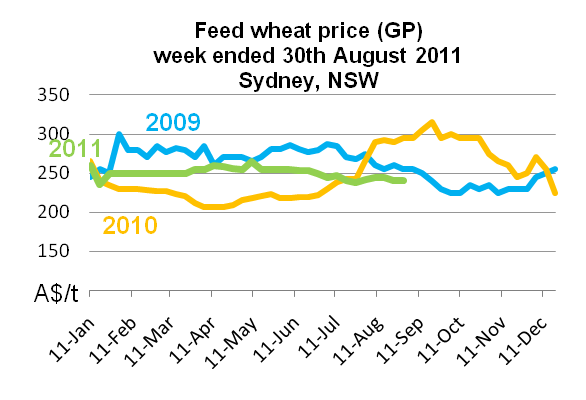 Feed wheat price (GP)
week ended 30th August 2011
Sydney, NSW
350
300
250
200
150
A$/t
2009
2011
2010
11-Jan
11-Feb
11-Mar
11-Apr
11-May
11-Jun
11-Jul
11-Aug
11-Sep
11-Oct
11-Nov
11-Dec